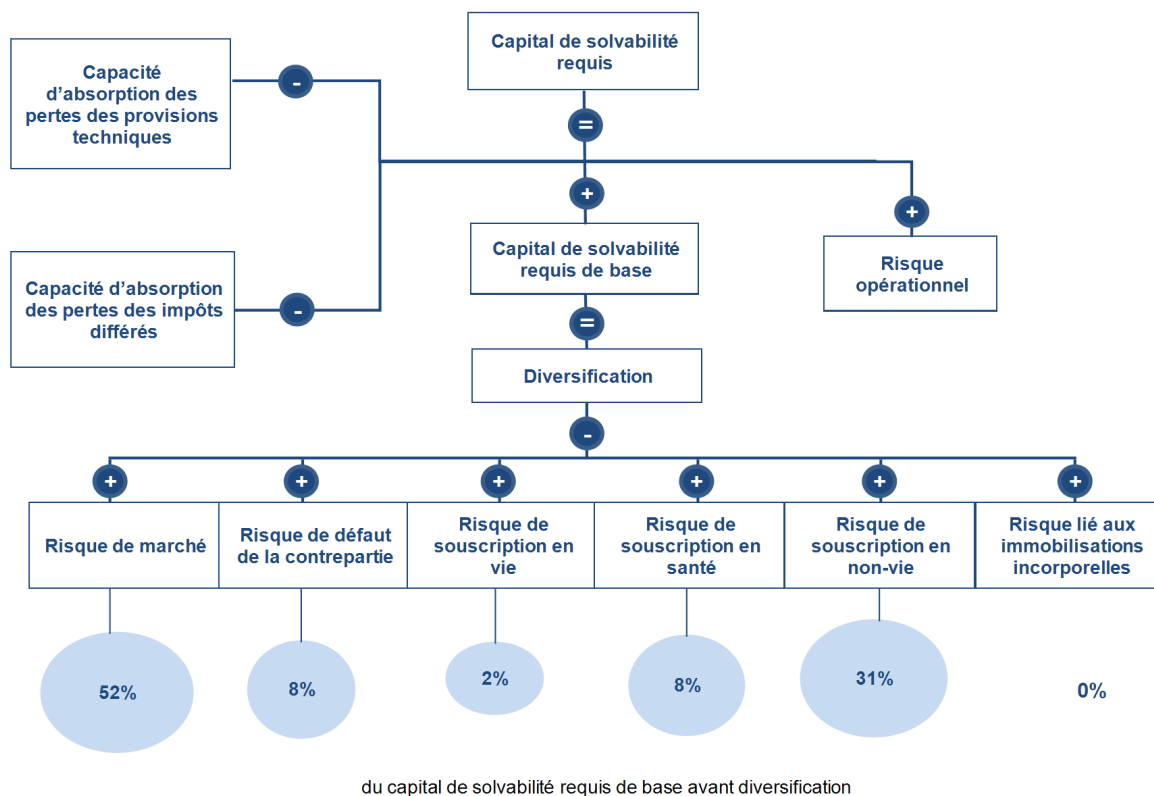 Capital de solvabilité
requis
Capacité
d'absorption des
pertes des provisions
techniques
-
=
+
+
Capital de solvabilité
requis de base
Risque
opérationnel
Capacité d'absorption
des pertes des impôts
différés
-
=
Diversification
-
+
+
+
+
+
+
Risque de marché
Risque de défaut
de la contrepartie
Risque de
souscription en
vie
Risque de
souscription en
santé
Risque de
souscription en
non-vie
Risque lié aux
immobilisations
incorporelles
52%
8%
2%
8%
31%
0%
du capital de solvabilité requis de base avant diversification